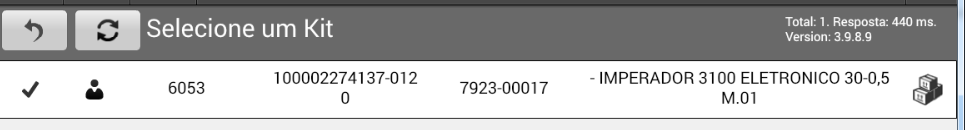 Selecione um Kit
Total: 1. Resposta: 440 ms.
Version: 3.9.8.9
6053
100002274137-012
0
7923-00017
- IMPERADOR 3100 ELETRONICO 30-0,5
M.01